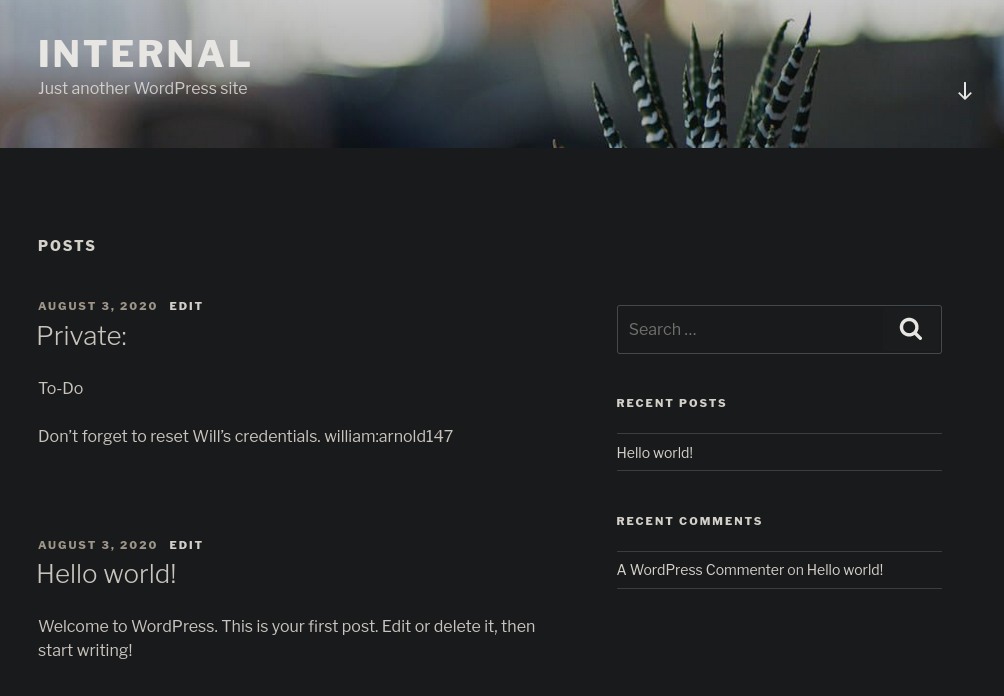 INTERNAL
Just another WordPress site
POSTS
AUGUST 3, 2020 EDIT
Private:
To-Do
Don't forget to reset Will's credentials. william:arnold147
AUGUST 3, 2020 EDIT
Hello world!
Welcome to WordPress. This is your first post. Edit or delete it, then
start writing!
Search …
RECENT POSTS
Hello world!
RECENT COMMENTS
A WordPress Commenter on Hello world!